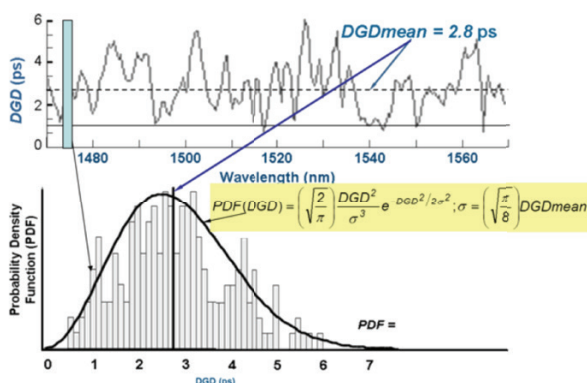 6
4
2
0
DGD (ps)
DGDmean = 2.8 ps
1480 1500 1520 1540 1560
Wavelength (nm)
PDF(DGD) = (√(2/π)) DGD²/σ³ e^(-DGD²/2σ²) ; σ = (√(π/8)) DGDmean
Probability Density
Function (PDF)
PDF =
0 1 2 3 4 5 6 7
DGD (ps)